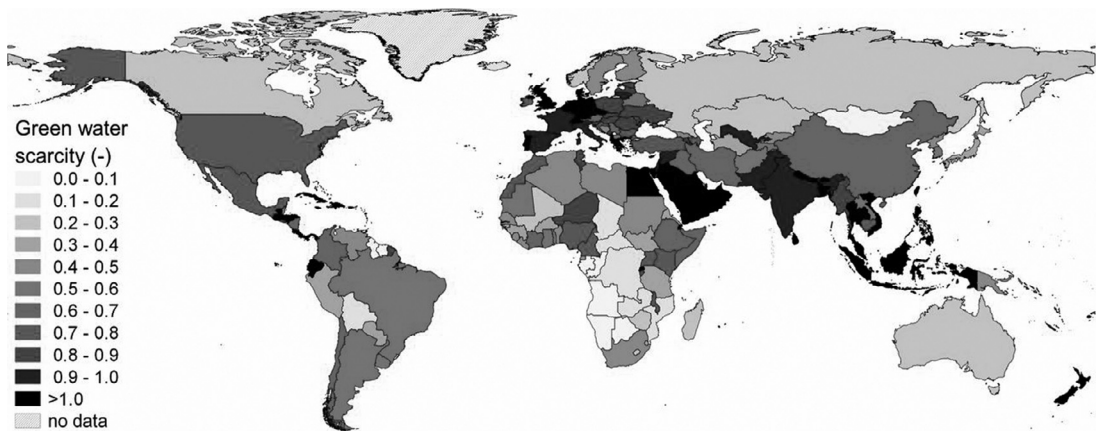 Green water
scarcity (-)
0.0 - 0.1
0.1 - 0.2
0.2 - 0.3
0.3 - 0.4
0.4 - 0.5
0.5 - 0.6
0.6 - 0.7
0.7 - 0.8
0.8 - 0.9
0.9 - 1.0
>1.0
no data